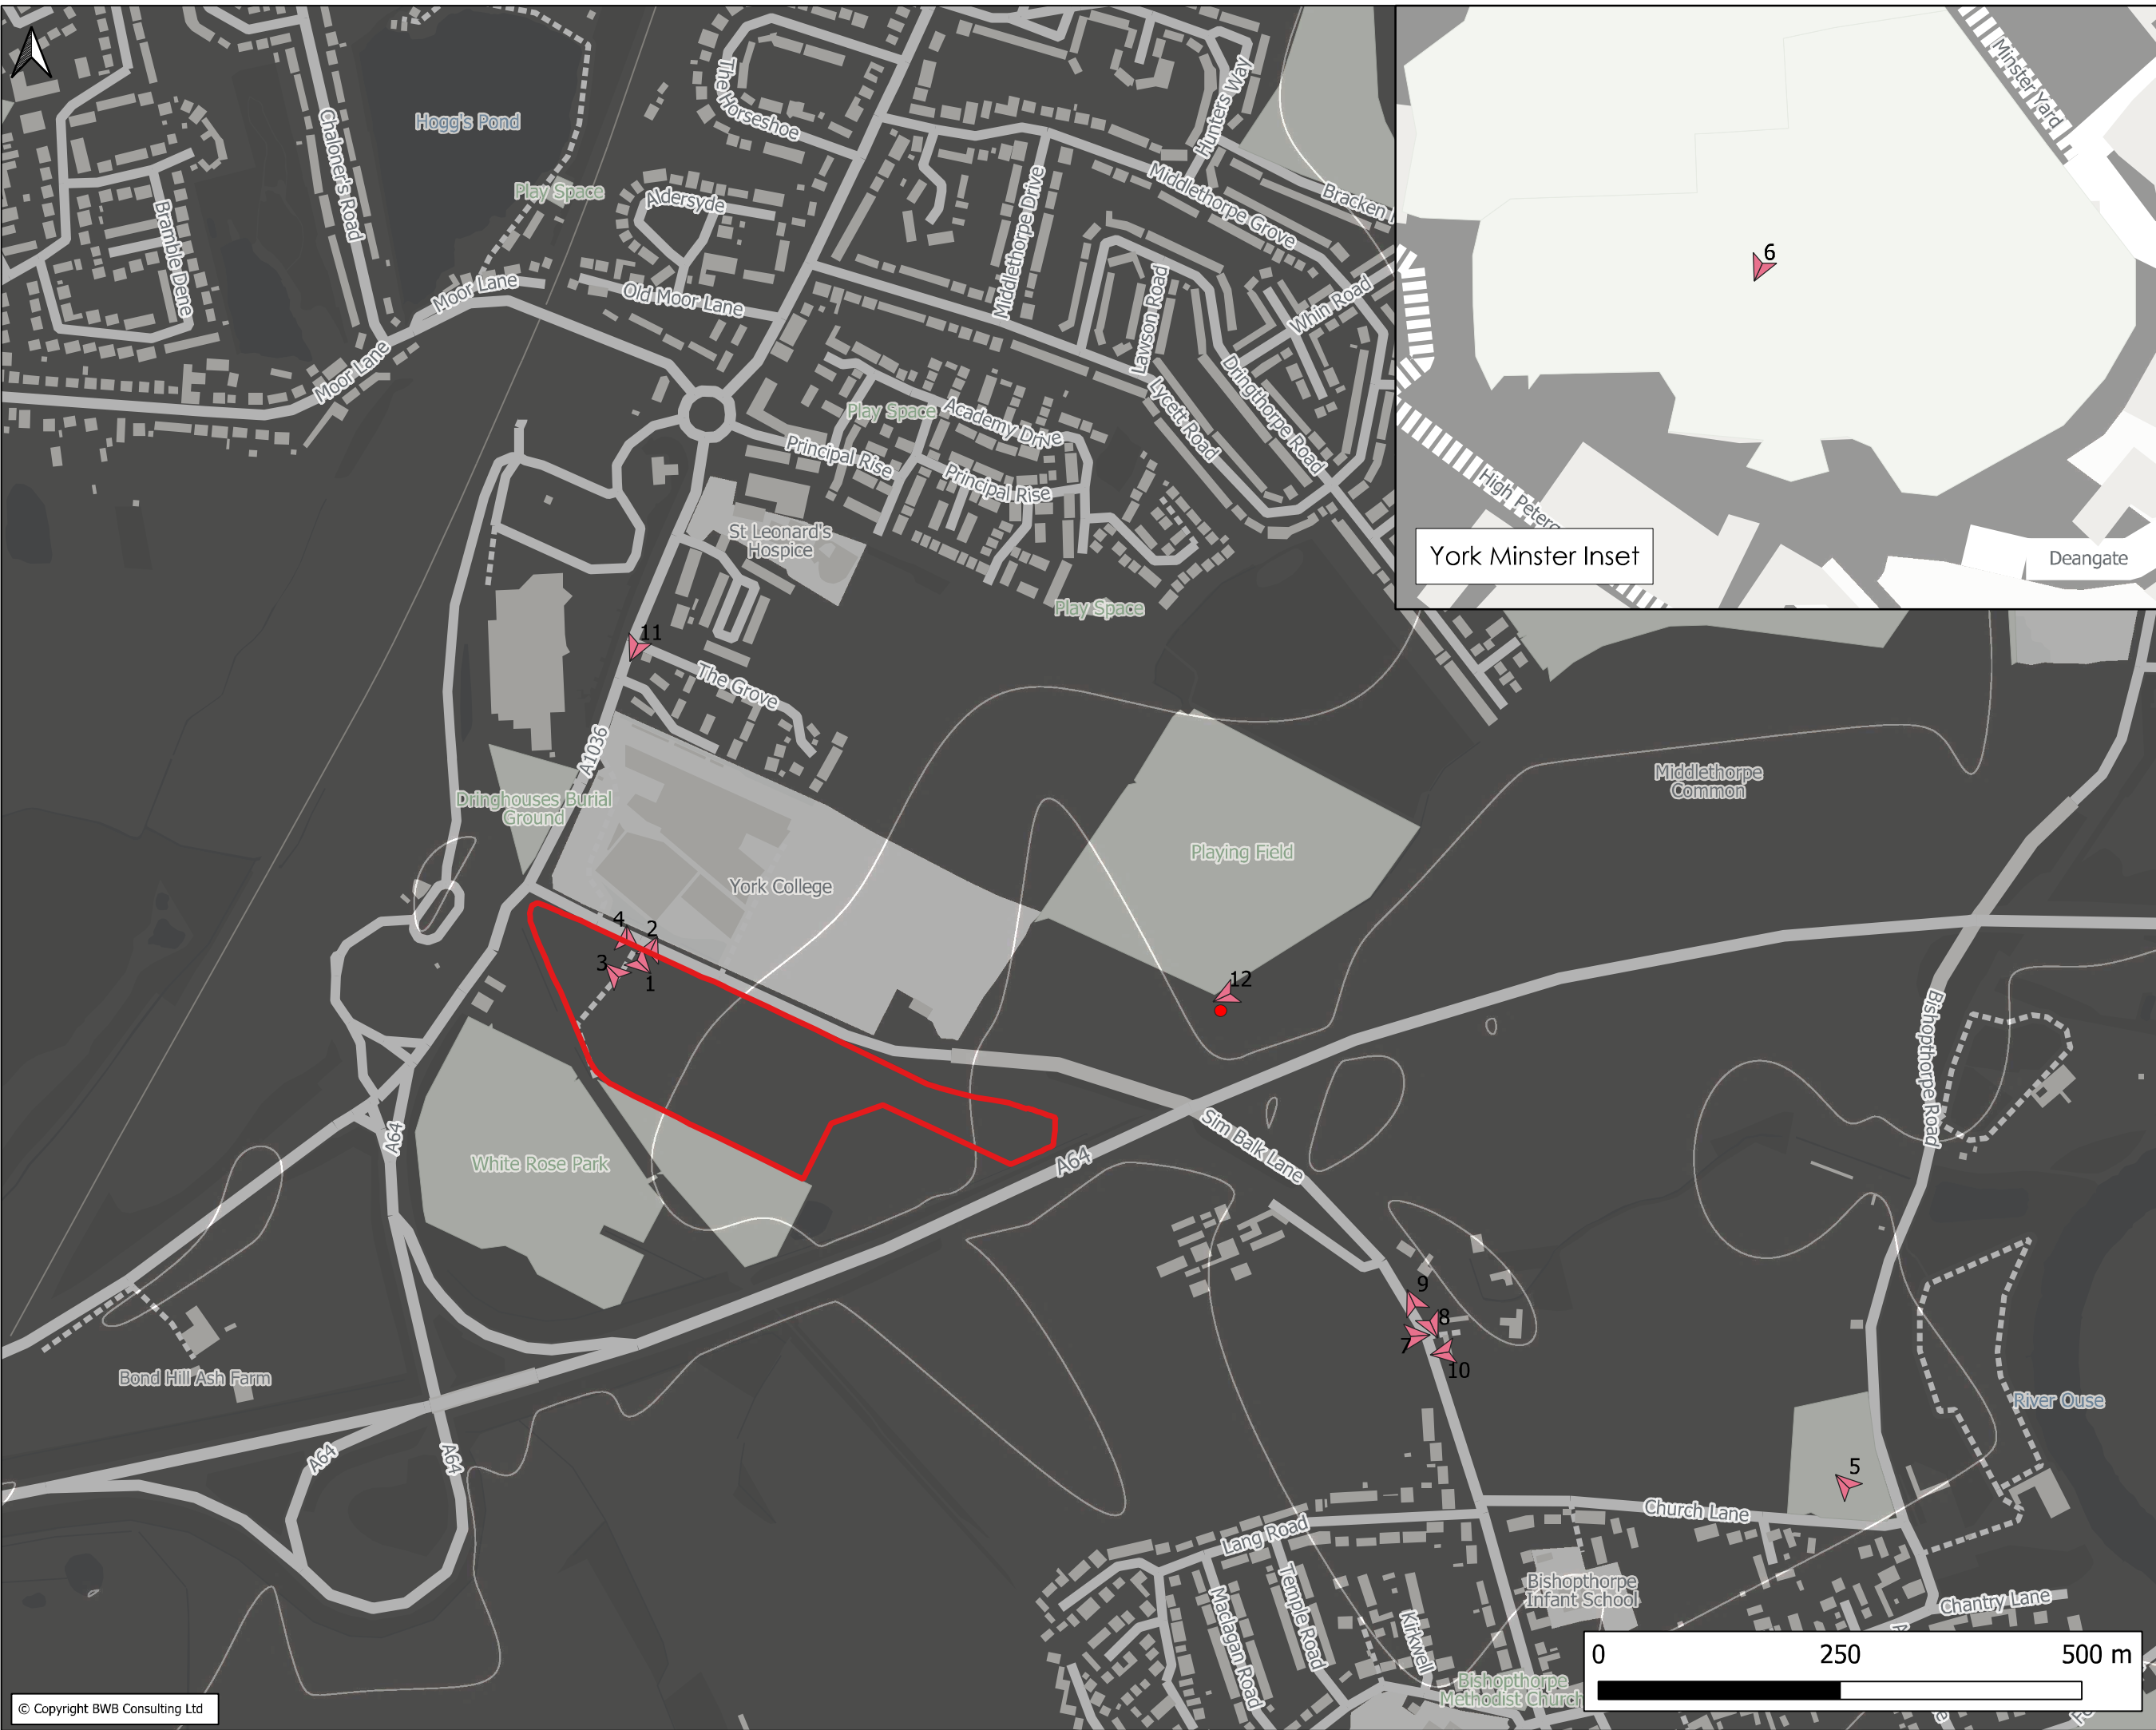 The Horseshoe
Hunters Way
Minster Yard
Chaloner's Road
Hogg's Pond
Play Space
Aldersyde
Middlethorpe Drive
Middlethorpe Grove
Bracken
Bramble Dene
Moor Lane
Old Moor Lane
Lawson Road
Whin Road
6
Moor Lane
Play Space
Academy Drive
Lycett Road
Dringthorpe Road
Principal Rise
Principal Rise
High Peterg
St Leonard's
Hospice
York Minster Inset
Deangate
Play Space
11
The Grove
A1036
Middlethorpe
Common
Dringhouses Burial
Ground
Playing Field
York College
4
2
3
1
12
Bishopthorpe Road
A64
Sim Balk Lane
White Rose Park
A64
9
8
7
10
Bond Hill Ash Farm
River Ouse
A64
A64
5
Church Lane
Lang Road
Temple Road
Maclagan Road
Kirkwell
Bishopthorpe
Infant School
Chantry Lane
Bishopthorpe
Methodist Church
0 250 500 m
© Copyright BWB Consulting Ltd